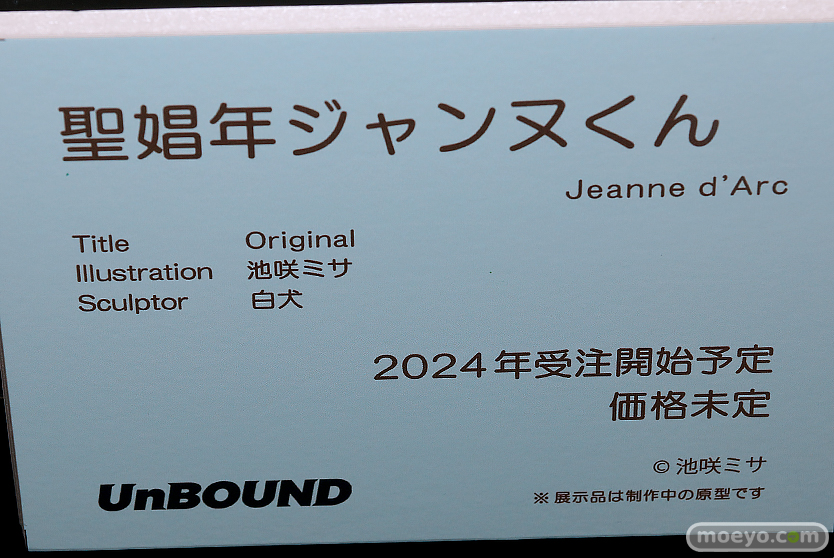 聖娼年ジャンヌくん
Jeanne d'Arc
Title Original
Illustration 池咲ミサ
Sculptor 白犬
2024年受注開始予定
価格未定
© 池咲ミサ
UnBOUND
※展示品は制作中の原型です
moeyo.com